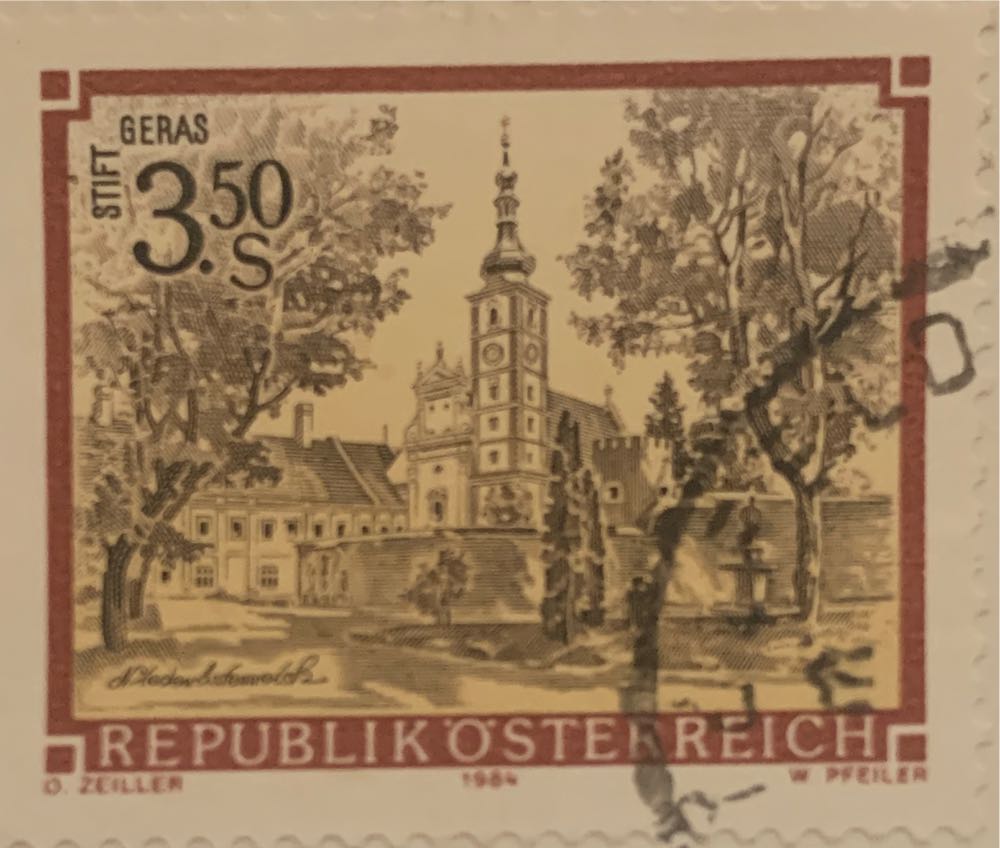 STIFT GERAS
3.50
S
REPUBLIK ÖSTERREICH
O. ZEILLER 1984 W. PFEILER